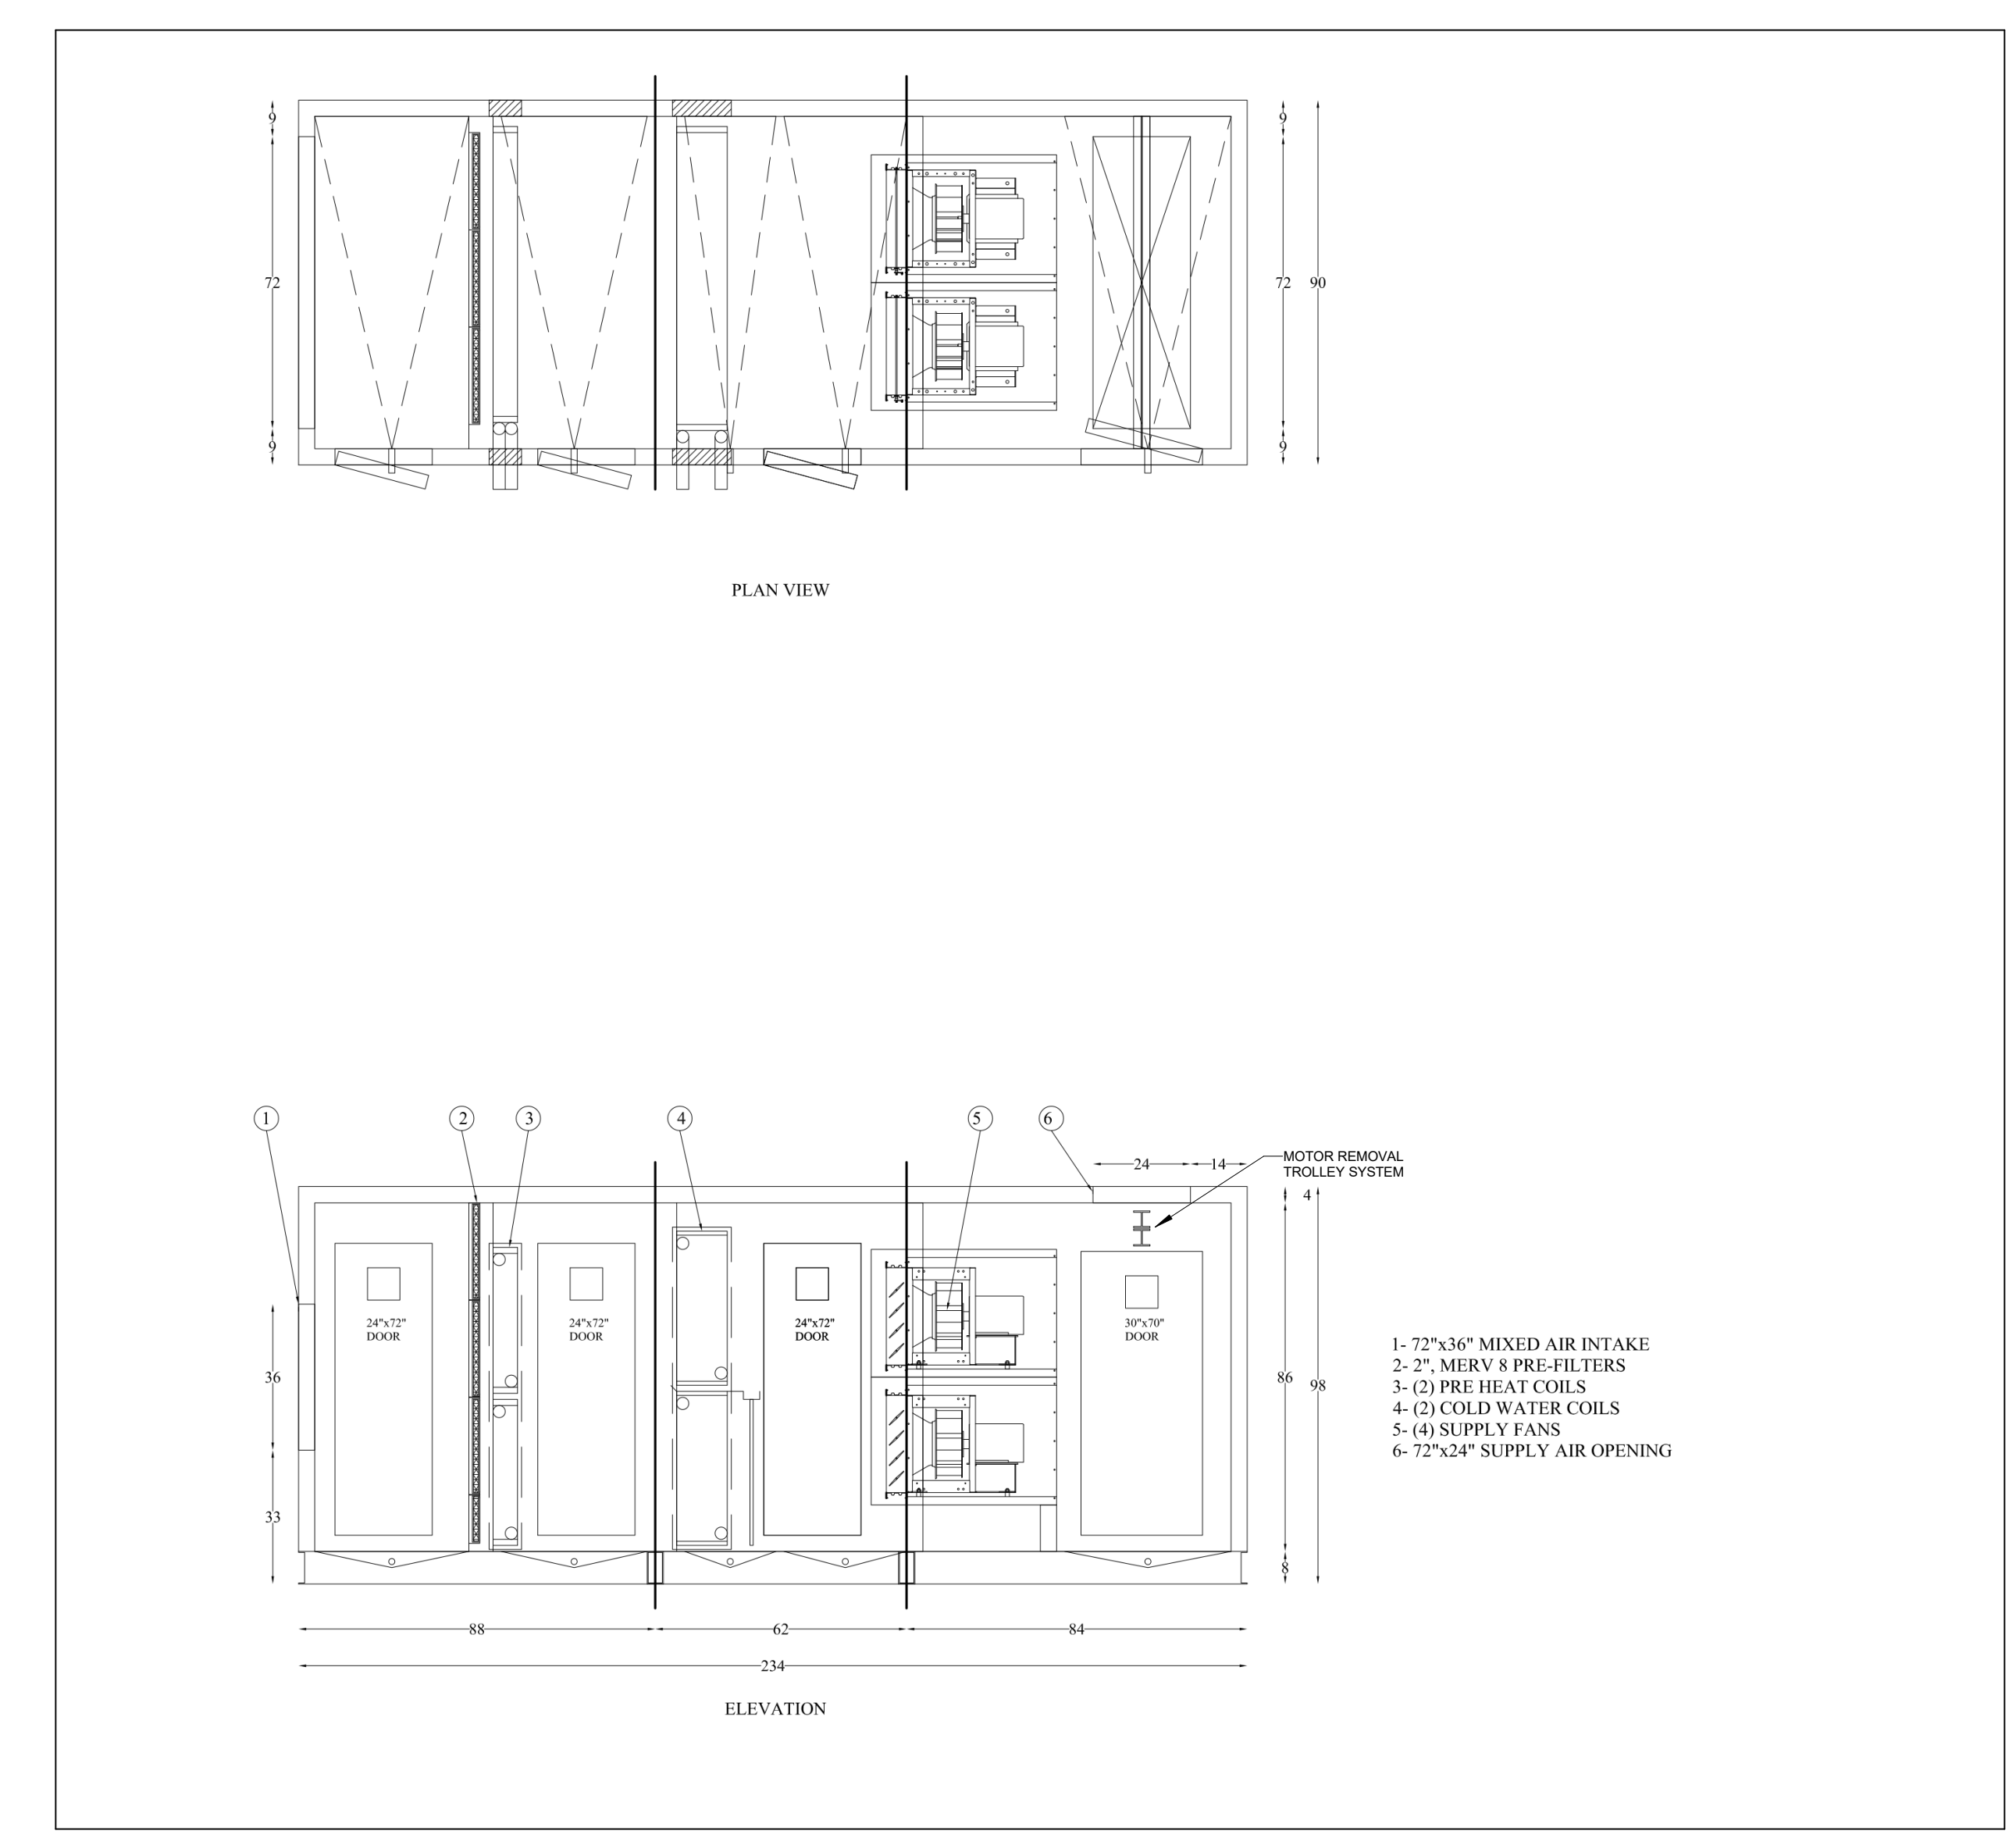 9
9
72
72
90
9
9
PLAN VIEW
1
2
3
4
5
6
24
14
MOTOR REMOVAL
TROLLEY SYSTEM
4
24"x72"
DOOR
24"x72"
DOOR
24"x72"
DOOR
30"x70"
DOOR
36
86
98
33
8
1- 72"x36" MIXED AIR INTAKE
2- 2", MERV 8 PRE-FILTERS
3- (2) PRE HEAT COILS
4- (2) COLD WATER COILS
5- (4) SUPPLY FANS
6- 72"x24" SUPPLY AIR OPENING
88
62
84
234
ELEVATION